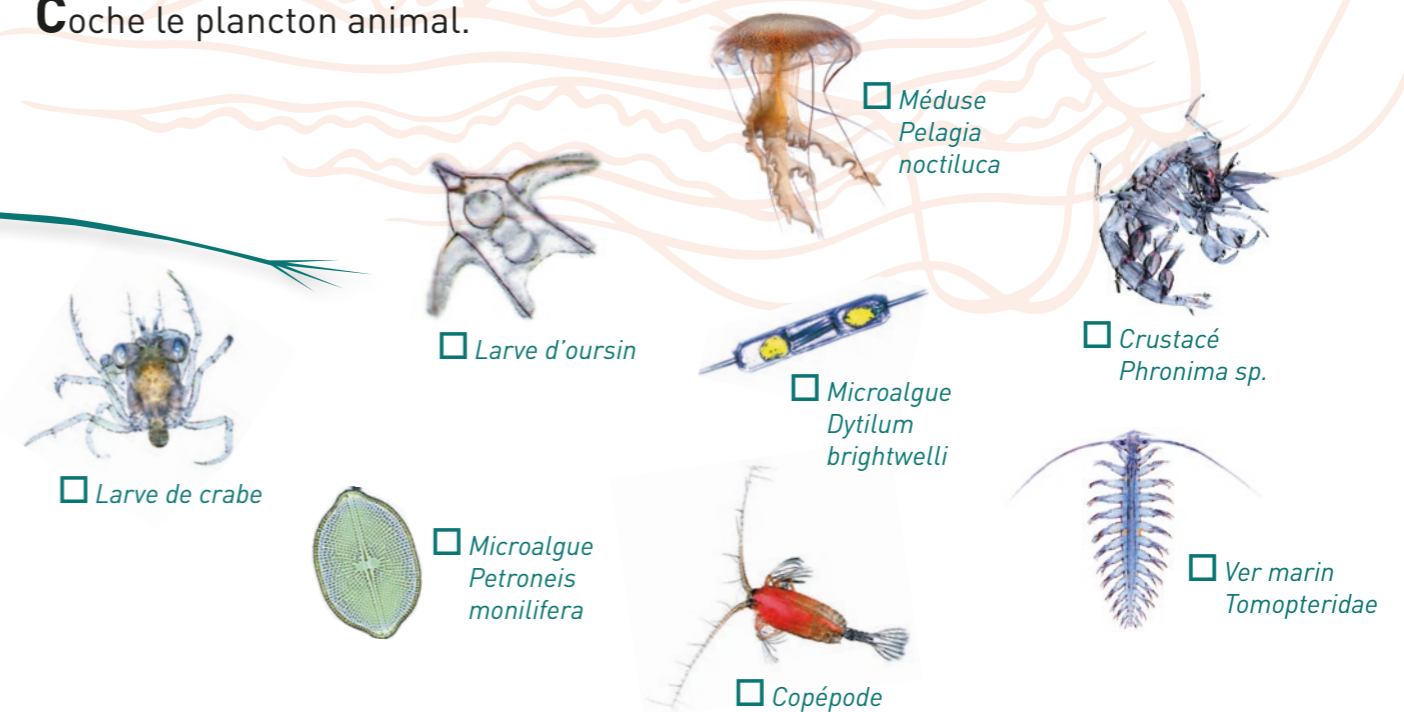 Coche le plancton animal.
Méduse
Pelagia
noctiluca
Larve d'oursin
Crustacé
Phronima sp.
Microalgue
Dytilum
brightwelli
Larve de crabe
Microalgue
Petroneis
monilifera
Ver marin
Tomopteridae
Copépode